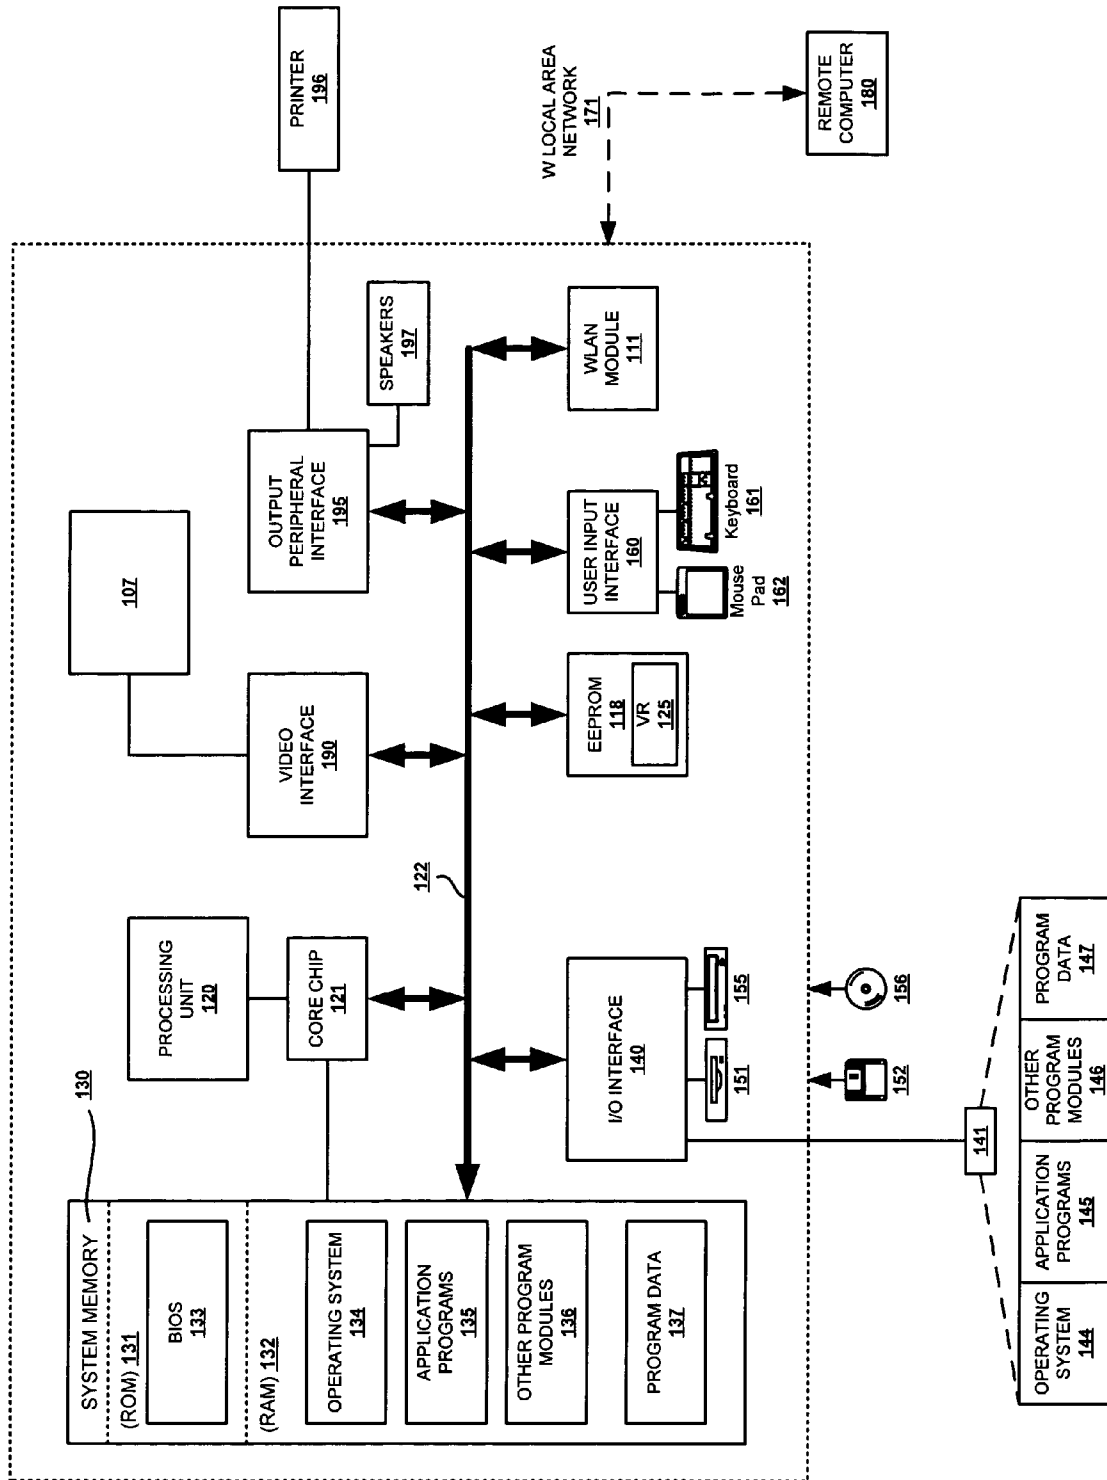 SYSTEM MEMORY
130
(ROM) 131
BIOS
133
(RAM) 132
OPERATING SYSTEM
134
APPLICATION
PROGRAMS
135
OTHER PROGRAM
MODULES
136
PROGRAM DATA
137
PROCESSING
UNIT
120
CORE CHIP
121
122
VIDEO
INTERFACE
190
107
OUTPUT
PERIPHERAL
INTERFACE
195
SPEAKERS
197
PRINTER
196
I/O INTERFACE
140
151
155
EEPROM
118
VR
125
USER INPUT
INTERFACE
160
Mouse
Pad
162
Keyboard
161
WLAN
MODULE
111
W LOCAL AREA
NETWORK
171
REMOTE
COMPUTER
180
152
156
141
OPERATING
SYSTEM
144
APPLICATION
PROGRAMS
145
OTHER
PROGRAM
MODULES
146
PROGRAM
DATA
147